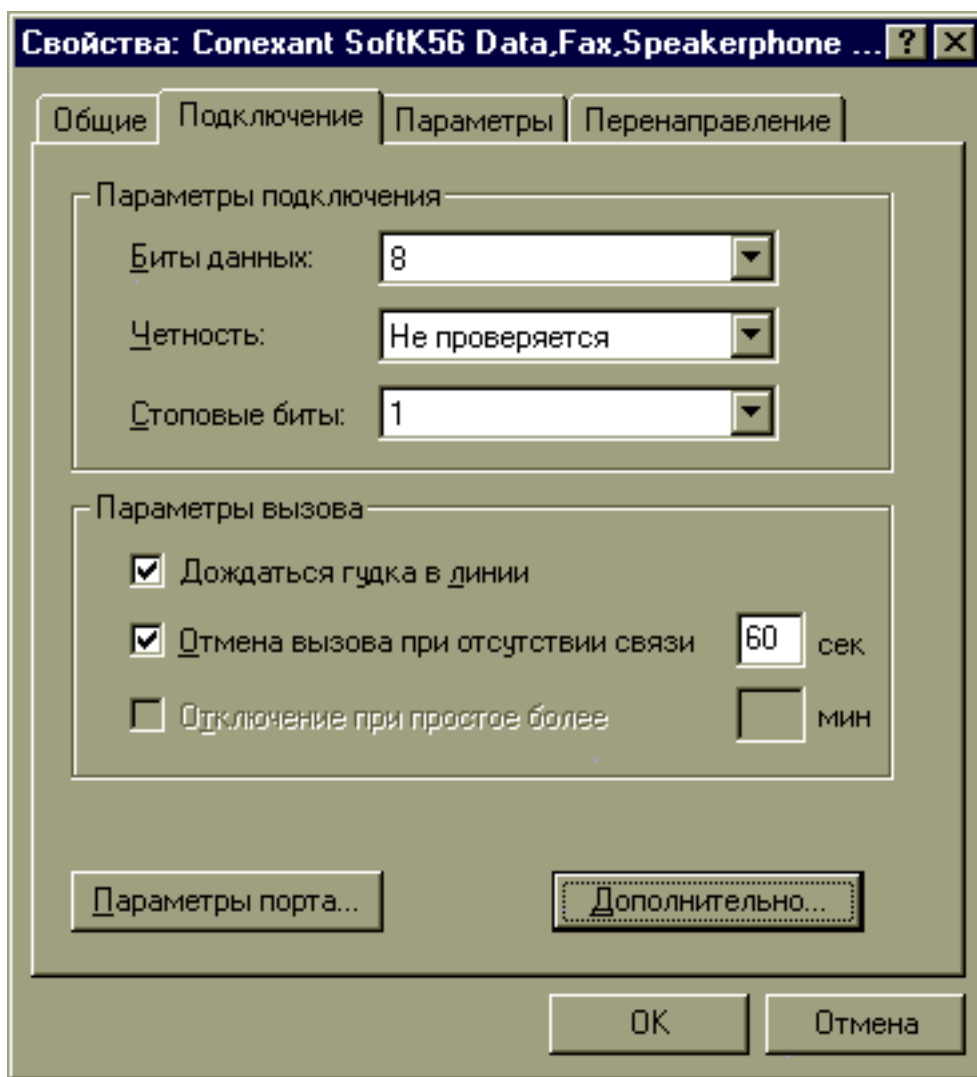 Свойства: Conexant SoftK56 Data,Fax,Speakerphone ...
Общие Подключение Параметры Перенаправление
Параметры подключения
Биты данных: 8
Четность: Не проверяется
Стоповые биты: 1
Параметры вызова
Дождаться гудка в линии
Отмена вызова при отсутствии связи 60 сек
Отключение при простое более мин
Параметры порта... Дополнительно...
OK Отмена